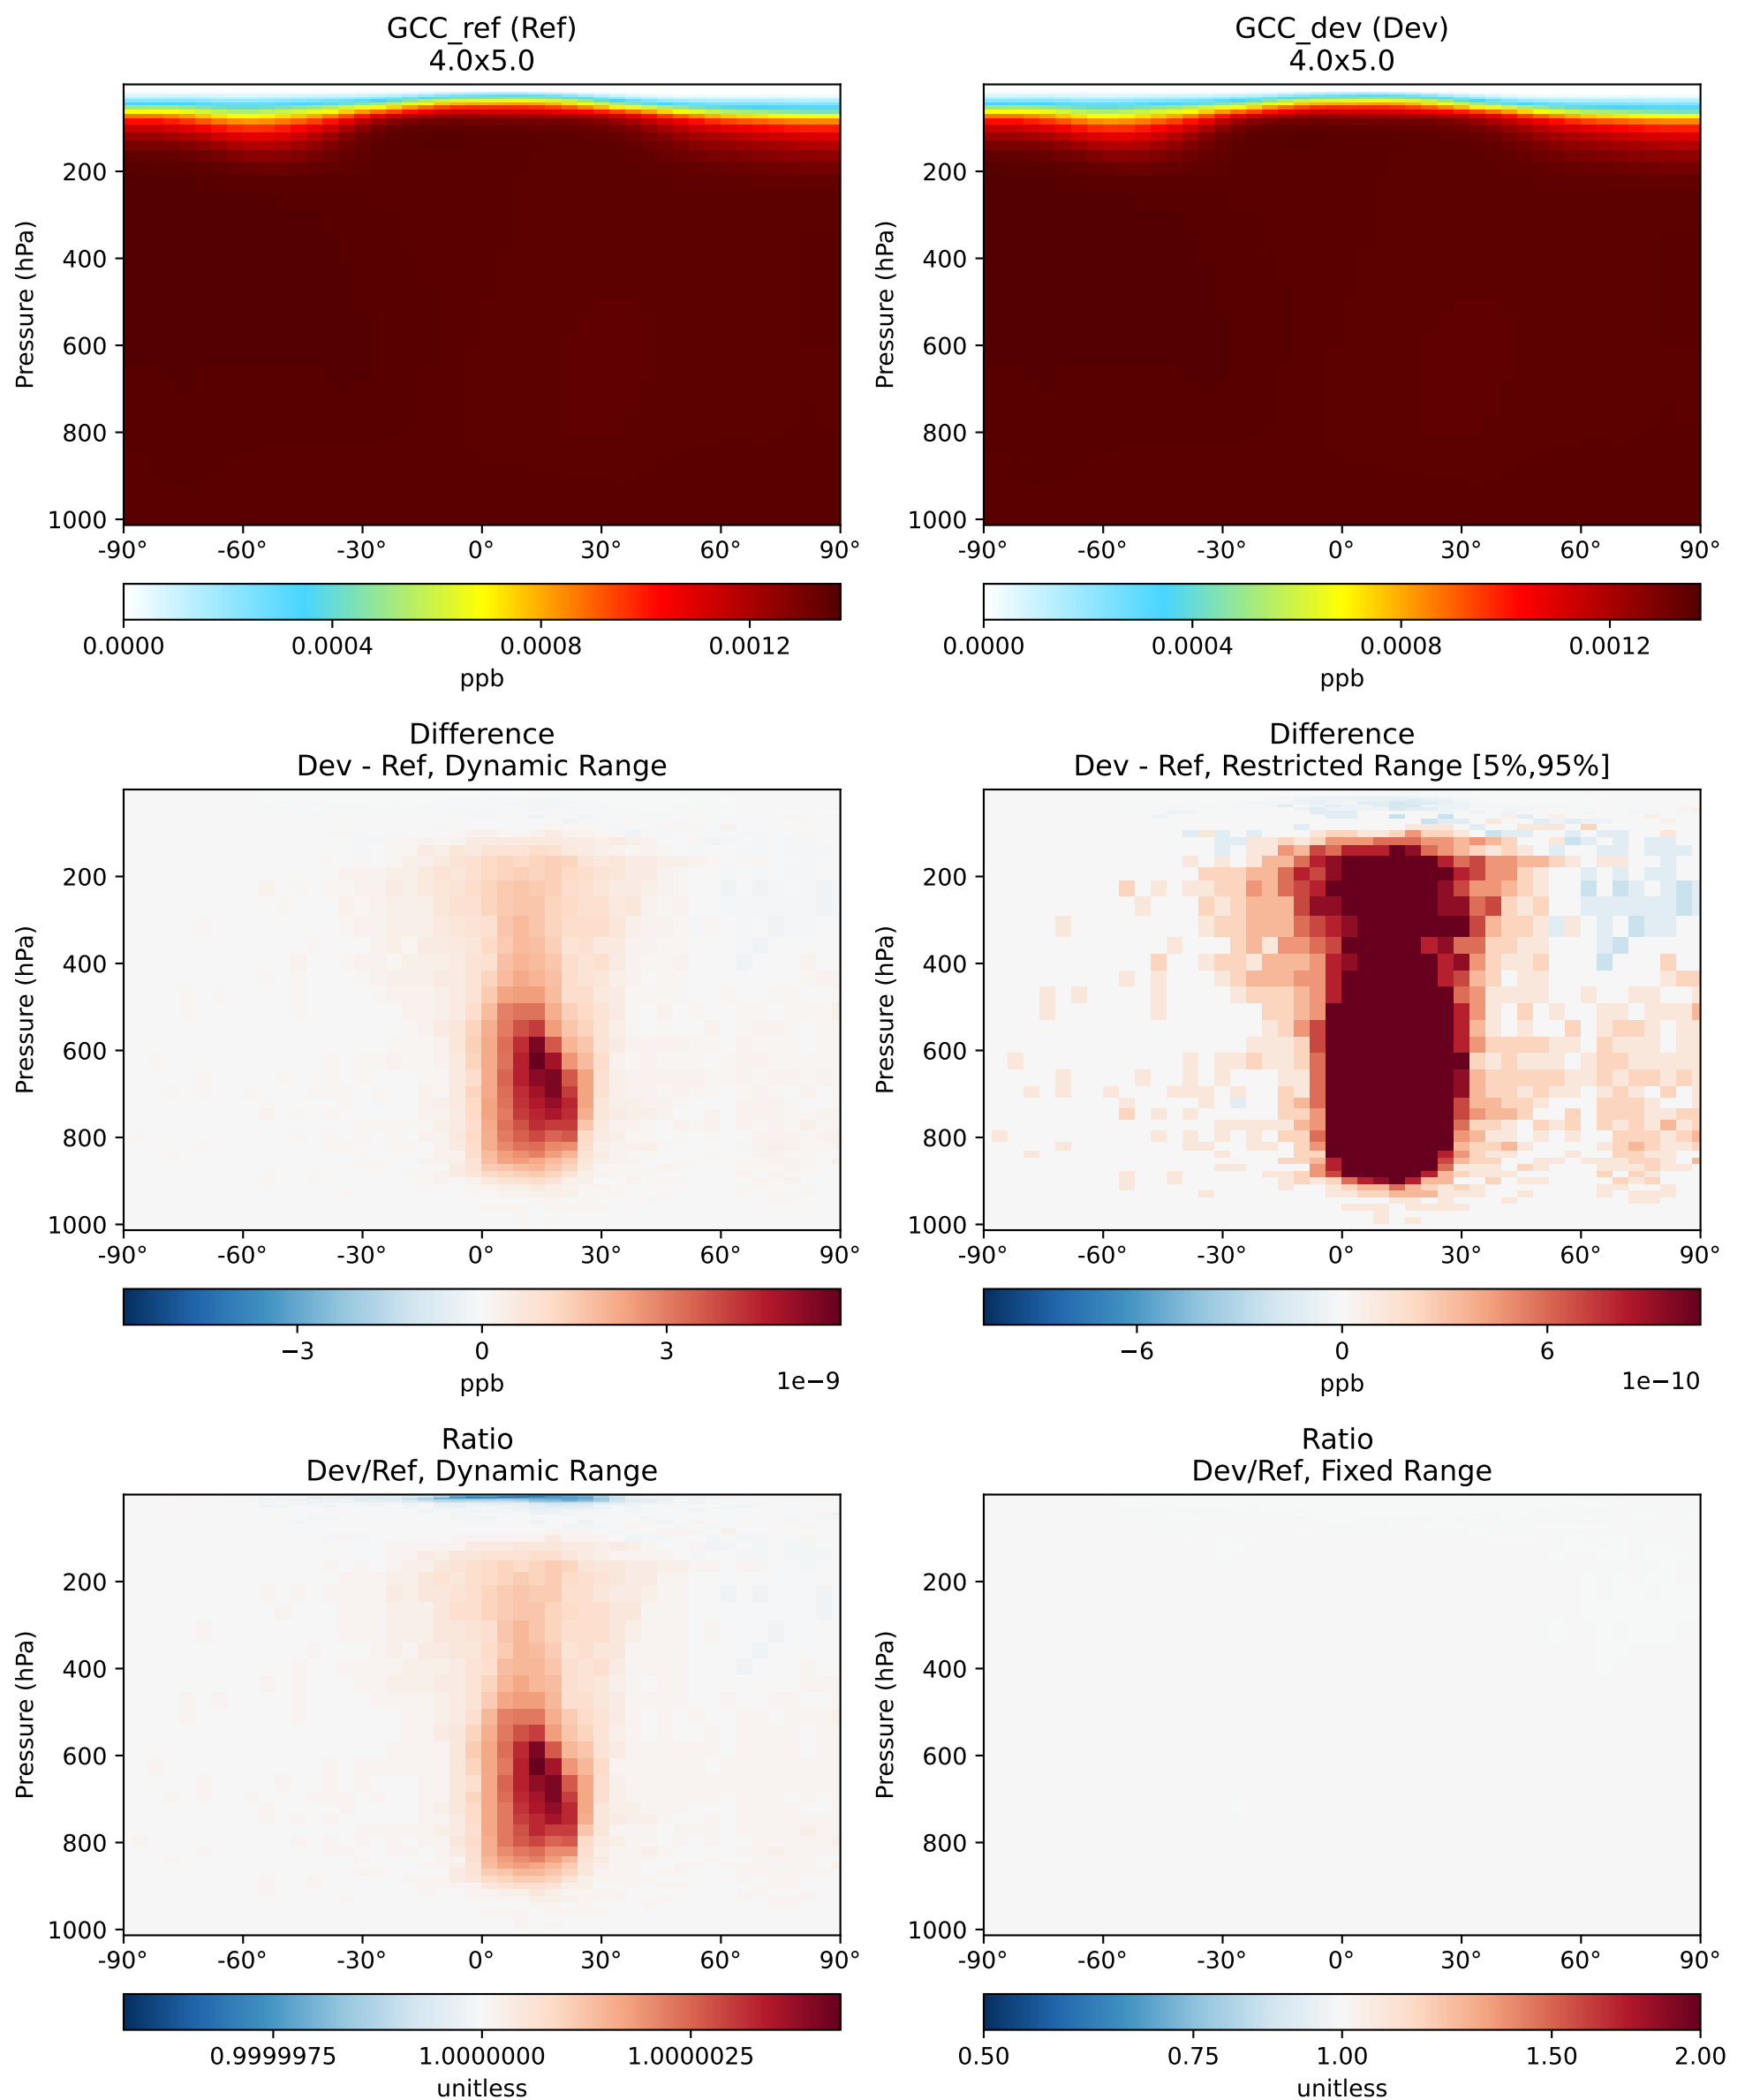 GCC_ref (Ref)
4.0x5.0
Pressure (hPa)
200
400
600
800
1000
-90° -60° -30° 0° 30° 60° 90°
0.0000 0.0004 0.0008 0.0012
ppb
GCC_dev (Dev)
4.0x5.0
Pressure (hPa)
200
400
600
800
1000
-90° -60° -30° 0° 30° 60° 90°
0.0000 0.0004 0.0008 0.0012
ppb
Difference
Dev - Ref, Dynamic Range
Pressure (hPa)
200
400
600
800
1000
-90° -60° -30° 0° 30° 60° 90°
−3 0 3
ppb 1e−9
Difference
Dev - Ref, Restricted Range [5%,95%]
Pressure (hPa)
200
400
600
800
1000
-90° -60° -30° 0° 30° 60° 90°
−6 0 6
ppb 1e−10
Ratio
Dev/Ref, Dynamic Range
Pressure (hPa)
200
400
600
800
1000
-90° -60° -30° 0° 30° 60° 90°
0.9999975 1.0000000 1.0000025
unitless
Ratio
Dev/Ref, Fixed Range
Pressure (hPa)
200
400
600
800
1000
-90° -60° -30° 0° 30° 60° 90°
0.50 0.75 1.00 1.50 2.00
unitless